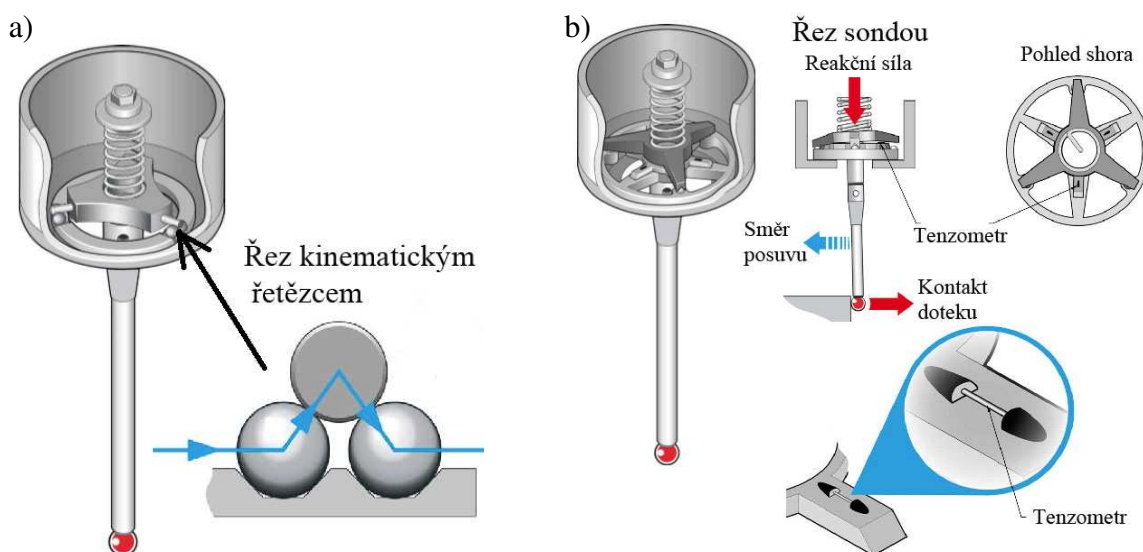 a)
Řez kinematickým
řetězcem
b)
Řez sondou
Reakční síla
Pohled shora
Tenzometr
Směr
posuvu
Kontakt
doteku
Tenzometr